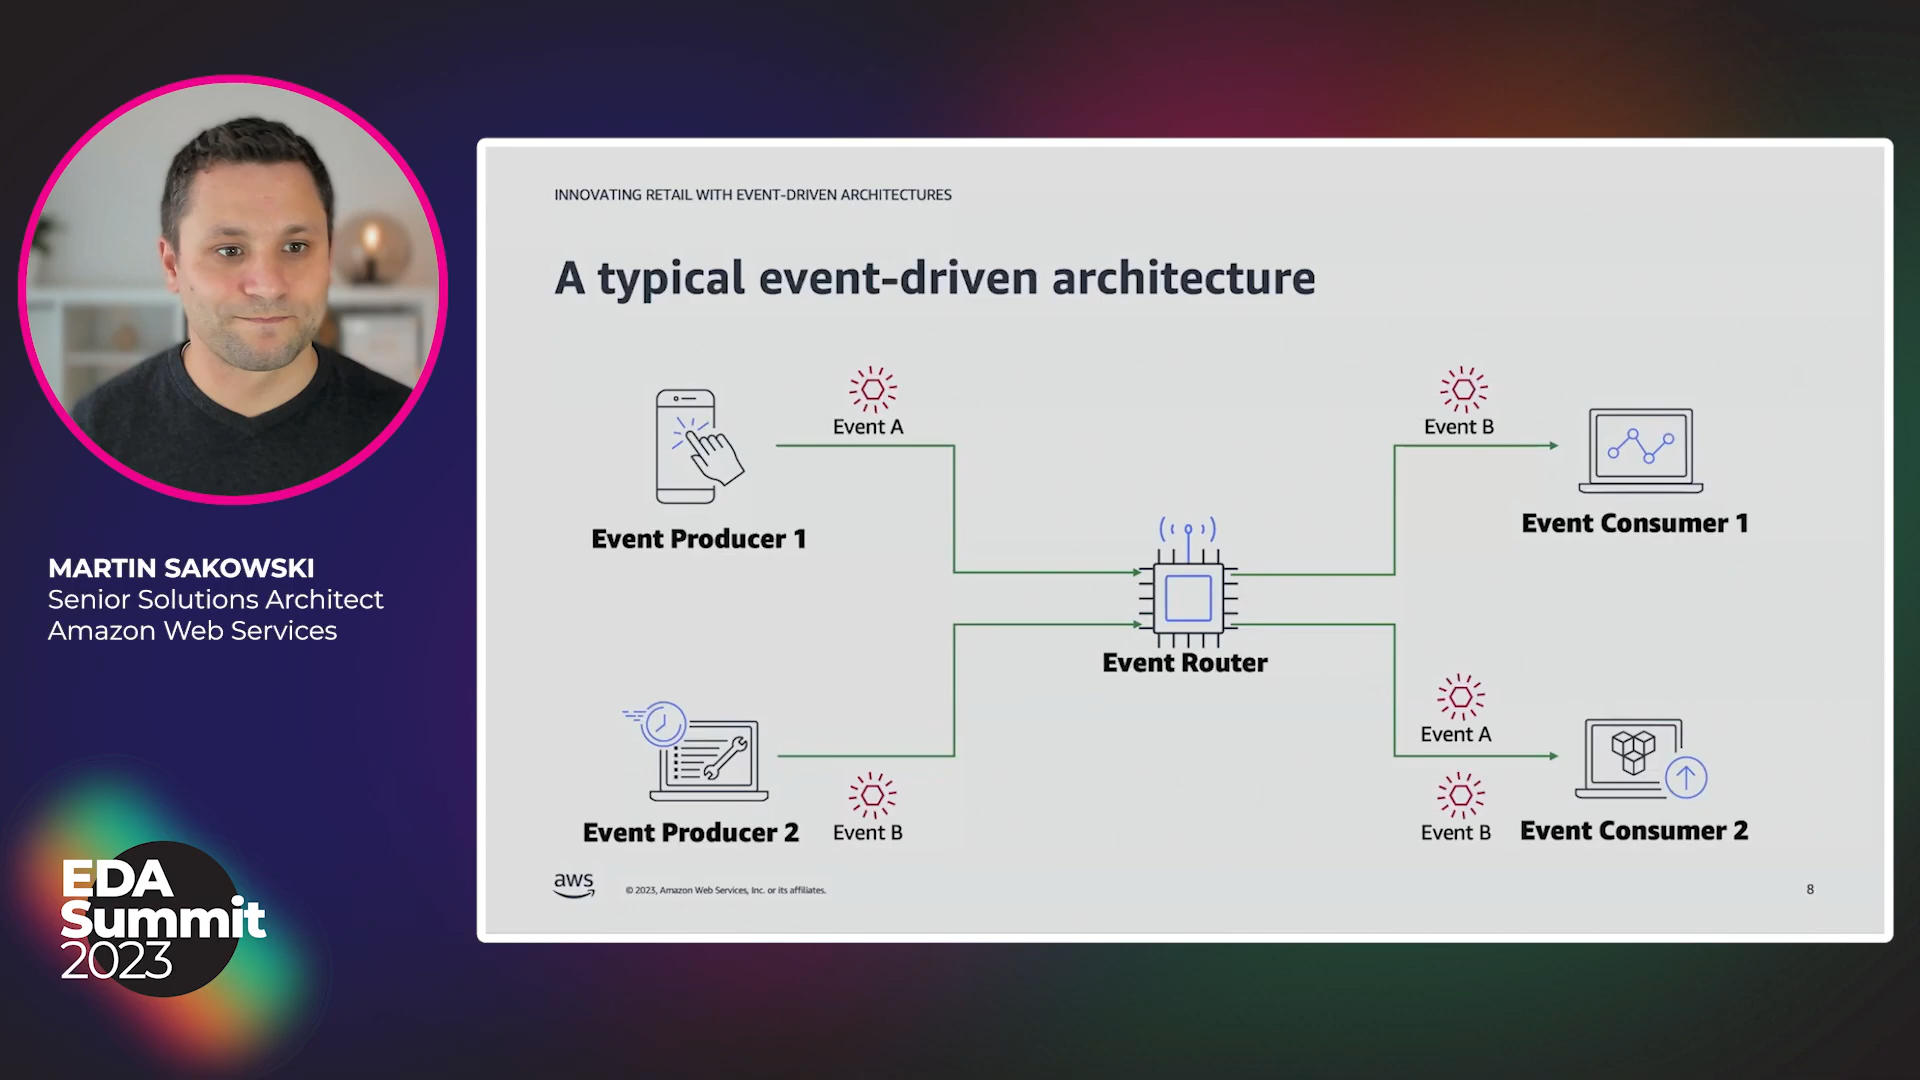 MARTIN SAKOWSKI
Senior Solutions Architect
Amazon Web Services
EDA
Summit
2023
INNOVATING RETAIL WITH EVENT-DRIVEN ARCHITECTURES
A typical event-driven architecture
Event A
Event Producer 1
Event B
Event Consumer 1
Event Router
Event Producer 2
Event B
Event A
Event B
Event Consumer 2
aws
© 2023, Amazon Web Services, Inc. or its affiliates.
8